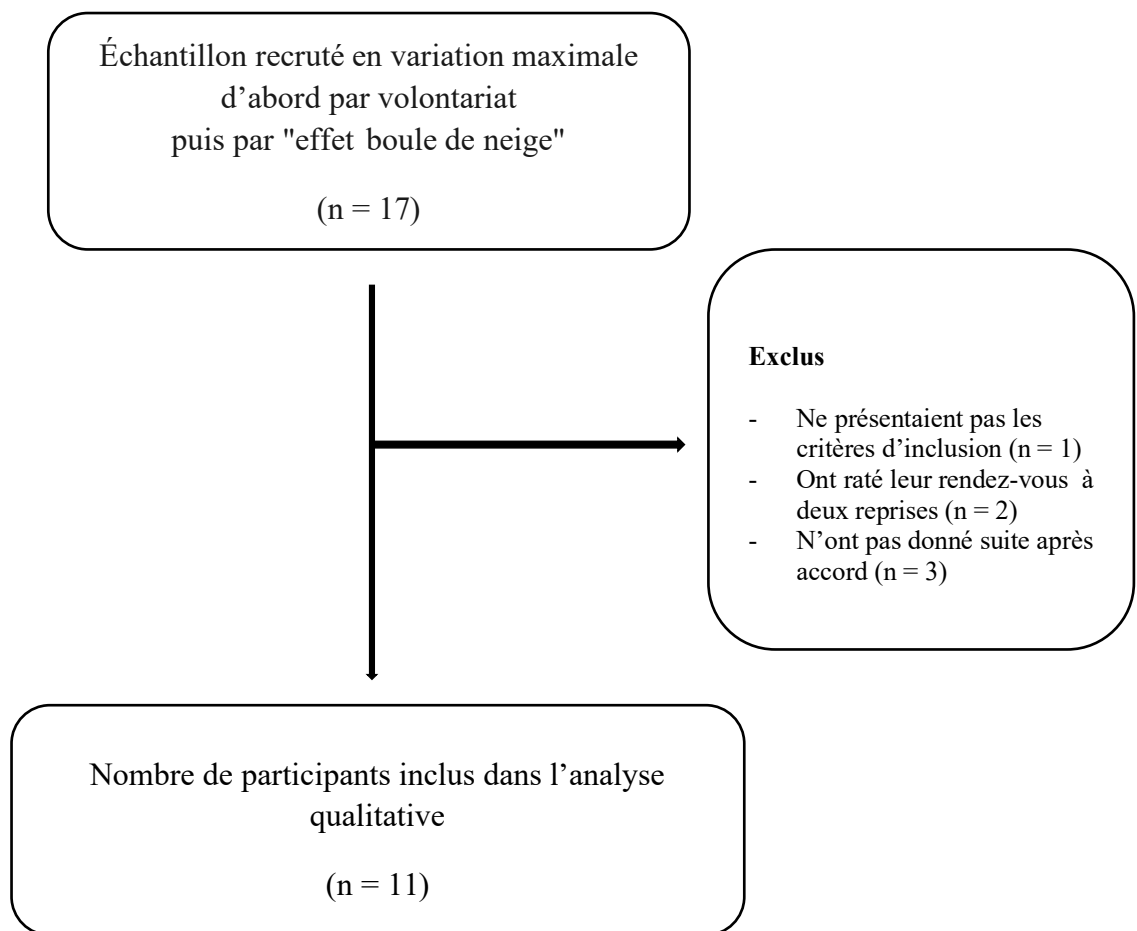 Échantillon recruté en variation maximale
d’abord par volontariat
puis par "effet boule de neige"
(n = 17)
Exclus
- Ne présentaient pas les
critères d’inclusion (n = 1)
- Ont raté leur rendez-vous à
deux reprises (n = 2)
- N’ont pas donné suite après
accord (n = 3)
Nombre de participants inclus dans l’analyse
qualitative
(n = 11)